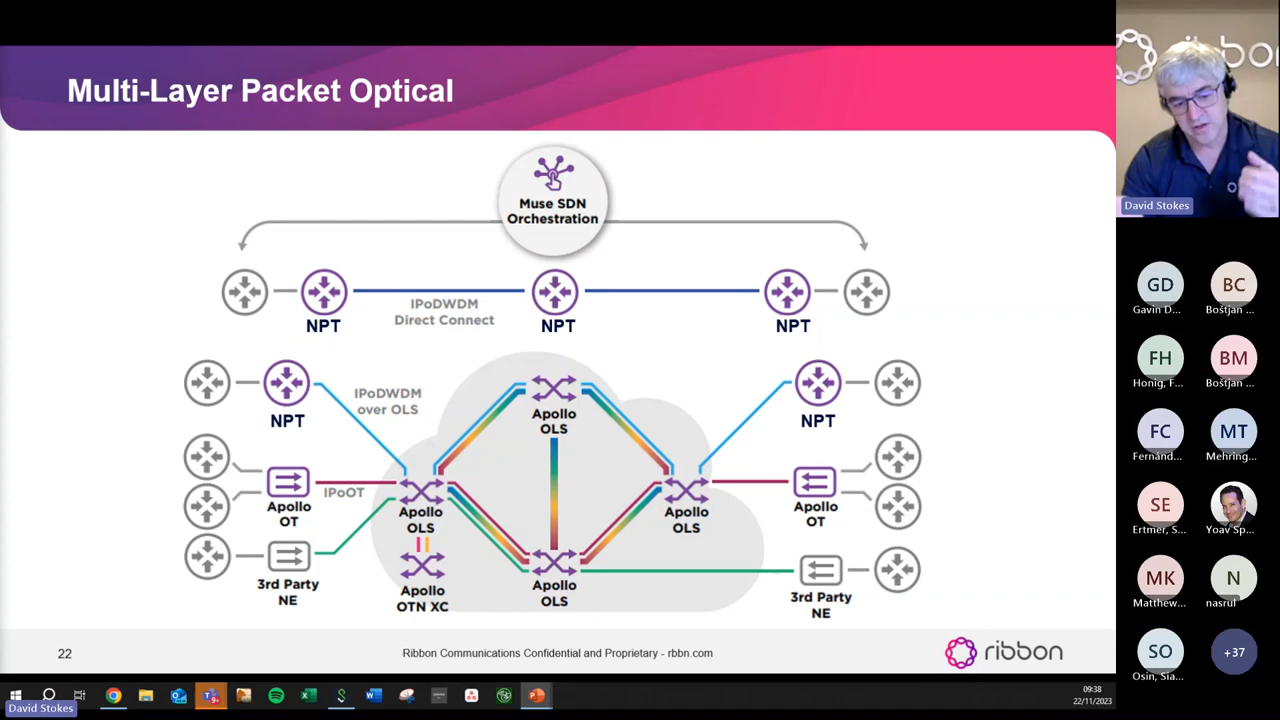 Multi-Layer Packet Optical
Muse SDN
Orchestration
IPoDWDM
Direct Connect
NPT
NPT
NPT
IPoDWDM
over OLS
NPT
NPT
Apollo
OLS
IPoOT
Apollo
OT
Apollo
OLS
Apollo
OLS
Apollo
OT
3rd Party
NE
Apollo
OTN XC
Apollo
OLS
3rd Party
NE
22
Ribbon Communications Confidential and Proprietary - rbbn.com
ribbon
David Stokes
09:38
22/11/2023
ribbon
David Stokes
GD
Gavin D...
BC
Boštjan ...
FH
Honig, F...
BM
Boštjan ...
FC
Fernánd...
MT
Mehring...
SE
Ertmer, S...
Yoav Sp...
MK
Matthew...
N
nasrul
SO
Osin, Sia...
+37